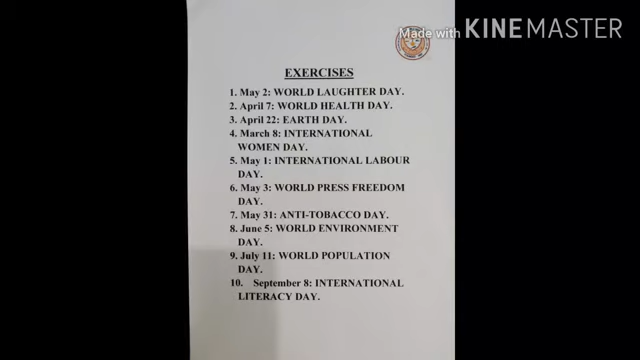 Made with KINEMASTER
EXERCISES
1. May 2: WORLD LAUGHTER DAY.
2. April 7: WORLD HEALTH DAY.
3. April 22: EARTH DAY.
4. March 8: INTERNATIONAL
WOMEN DAY.
5. May 1: INTERNATIONAL LABOUR
DAY.
6. May 3: WORLD PRESS FREEDOM
DAY.
7. May 31: ANTI-TOBACCO DAY.
8. June 5: WORLD ENVIRONMENT
DAY.
9. July 11: WORLD POPULATION
DAY.
10. September 8: INTERNATIONAL
LITERACY DAY.